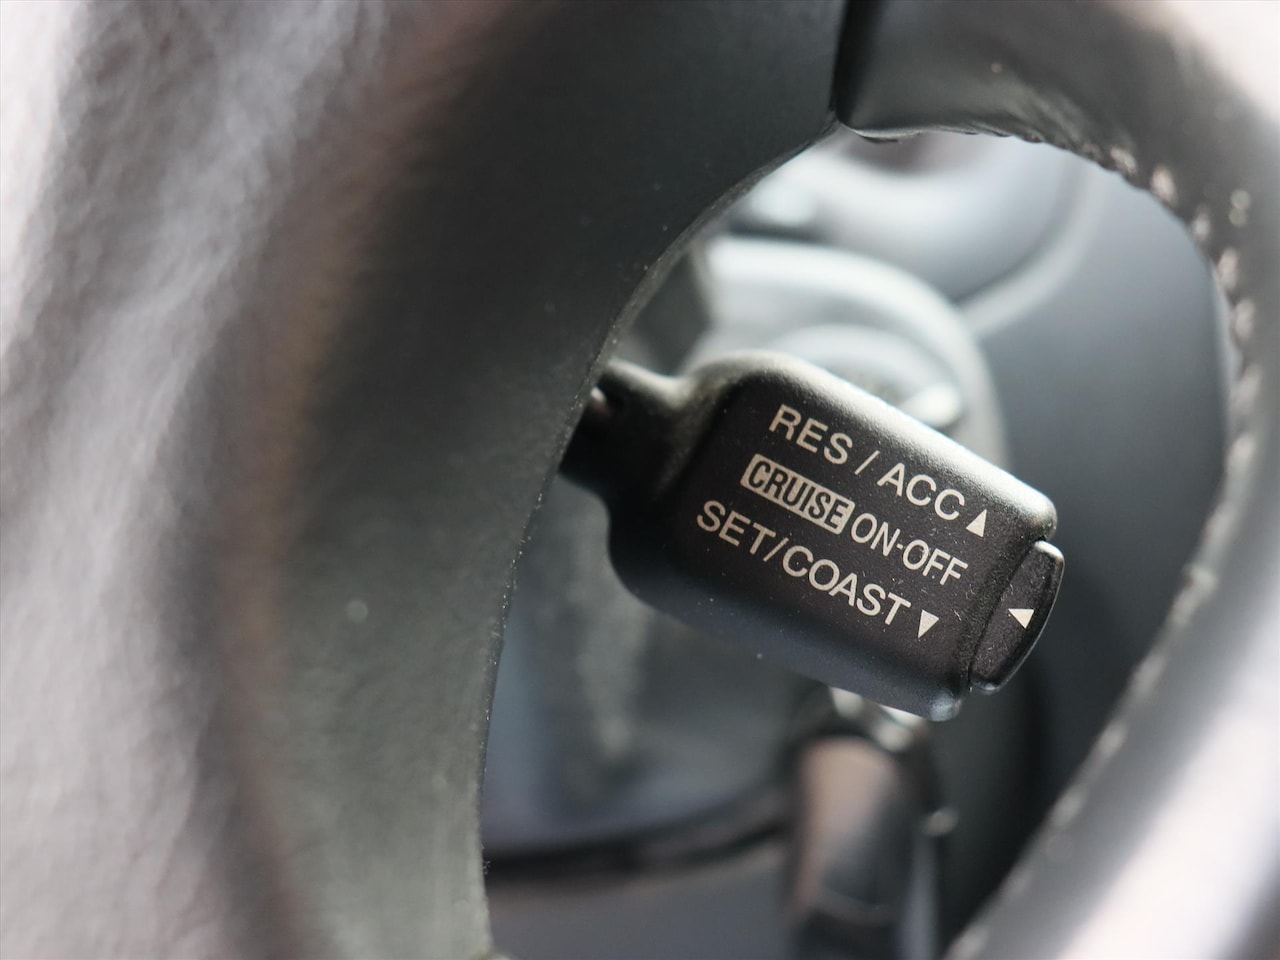 RES / ACC ▲
CRUISE ON-OFF ◀
SET/COAST ▼